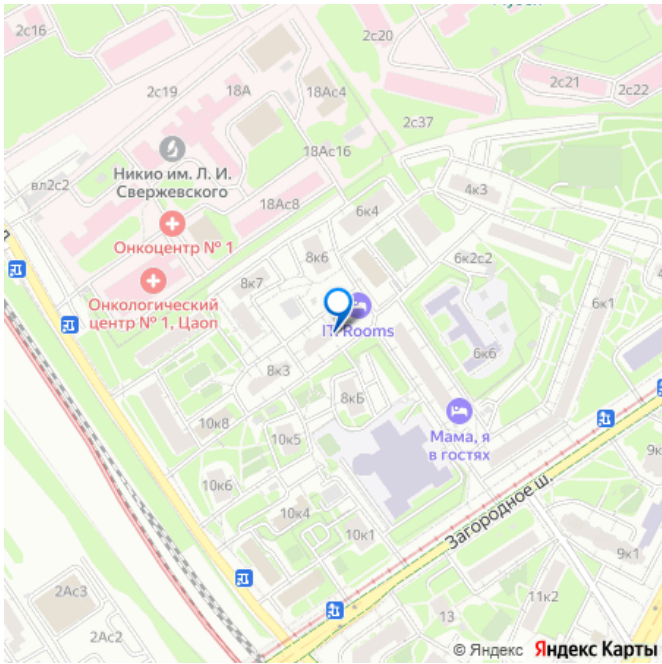 2с16
2с20
2с19
18А
18Ас4
2с21
2с22
2с37
18Ас16
Никио им. Л. И.
Свержевского
вл2с2
4к3
18Ас8
6к4
Онкоцентр № 1
8к6
6к2с2
8к7
Онкологический
центр № 1, Цаоп
6к1
IT. Rooms
6к6
8к3
8кБ
10к8
Мама, я
в гостях
10к5
10к6
10к4
10к1
Загородное ш.
9к1
2Ас3
11к2
13
2Ас2
© Яндекс Яндекс Карты